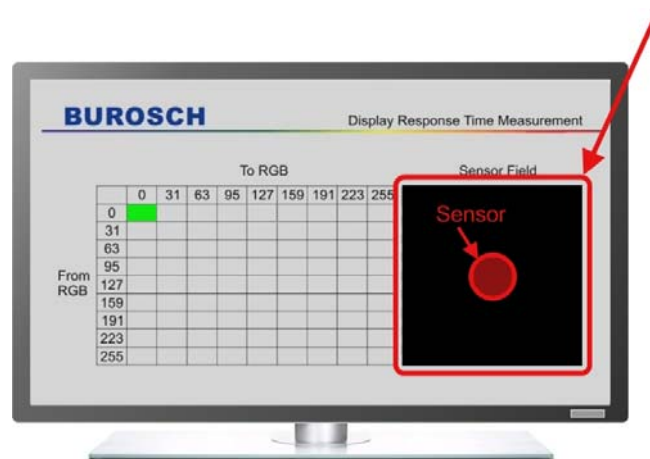 BUROSCH
Display Response Time Measurement
To RGB
Sensor Field
0 31 63 95 127 159 191 223 255
Sensor
0
31
63
95
From RGB
127
159
191
223
255